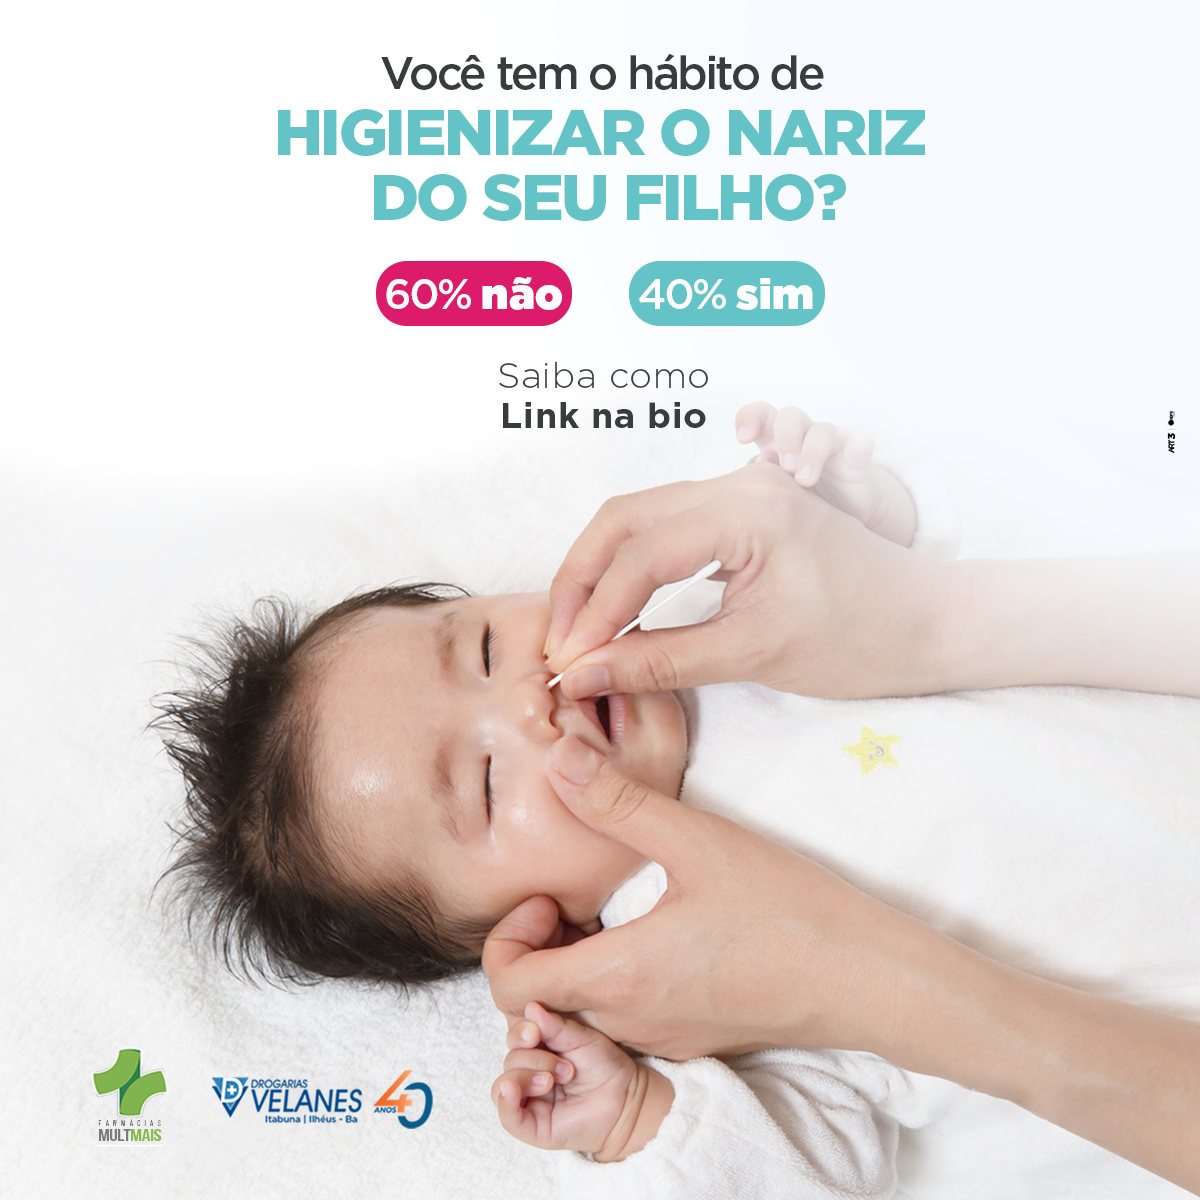 Você tem o hábito de
HIGIENIZAR O NARIZ
DO SEU FILHO?
60% não
40% sim
Saiba como
Link na bio
ART3
FARMÁCIAS
MULTMAIS
DROGARIAS
VELANES
Itabuna | Ilhéus - Ba
40
ANOS